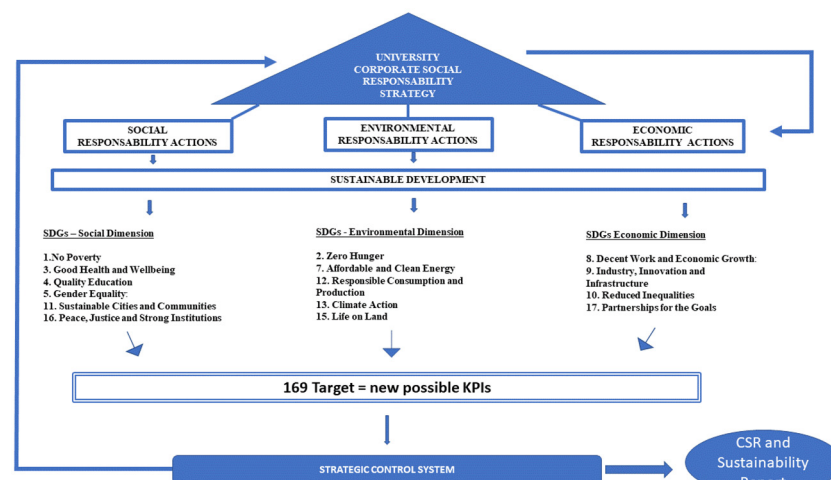 UNIVERSITY
CORPORATE SOCIAL
RESPONSABILITY
STRATEGY
SOCIAL
RESPONSABILITY ACTIONS
ENVIRONMENTAL
RESPONSABILITY ACTIONS
ECONOMIC
RESPONSABILITY ACTIONS
SUSTAINABLE DEVELOPMENT
SDGs – Social Dimension
1.No Poverty
3. Good Health and Wellbeing
4. Quality Education
5. Gender Equality:
11. Sustainable Cities and Communities
16. Peace, Justice and Strong Institutions
SDGs - Environmental Dimension
2. Zero Hunger
7. Affordable and Clean Energy
12. Responsible Consumption and
Production
13. Climate Action
15. Life on Land
SDGs Economic Dimension
8. Decent Work and Economic Growth:
9. Industry, Innovation and
Infrastructure
10. Reduced Inequalities
17. Partnerships for the Goals
169 Target = new possible KPIs
STRATEGIC CONTROL SYSTEM
CSR and
Sustainability
Report